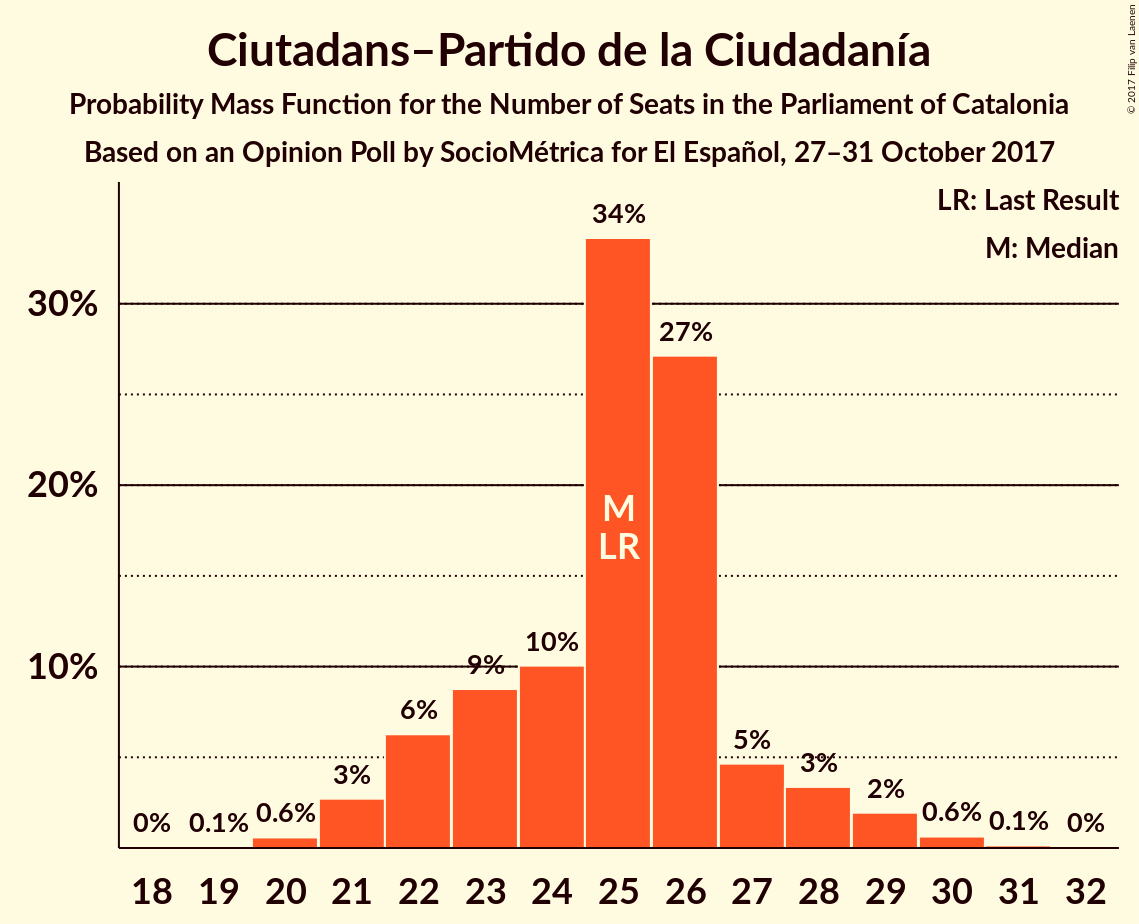 Ciutadans–Partido de la Ciudadanía
Probability Mass Function for the Number of Seats in the Parliament of Catalonia
Based on an Opinion Poll by SocioMétrica for El Español, 27–31 October 2017
© 2017 Filip van Laenen
LR: Last Result
M: Median
34%
30%
27%
20%
M
LR
10%
10%
9%
6%
5%
3%
3%
2%
0% 0.1% 0.6% 0.6% 0.1% 0%
18 19 20 21 22 23 24 25 26 27 28 29 30 31 32